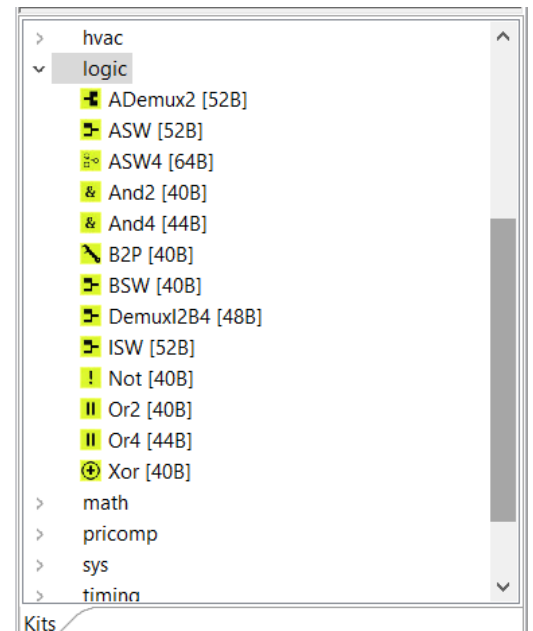 hvac
logic
ADemux2 [52B]
ASW [52B]
ASW4 [64B]
And2 [40B]
And4 [44B]
B2P [40B]
BSW [40B]
DemuxI2B4 [48B]
ISW [52B]
Not [40B]
Or2 [40B]
Or4 [44B]
Xor [40B]
math
pricomp
sys
timing
Kits